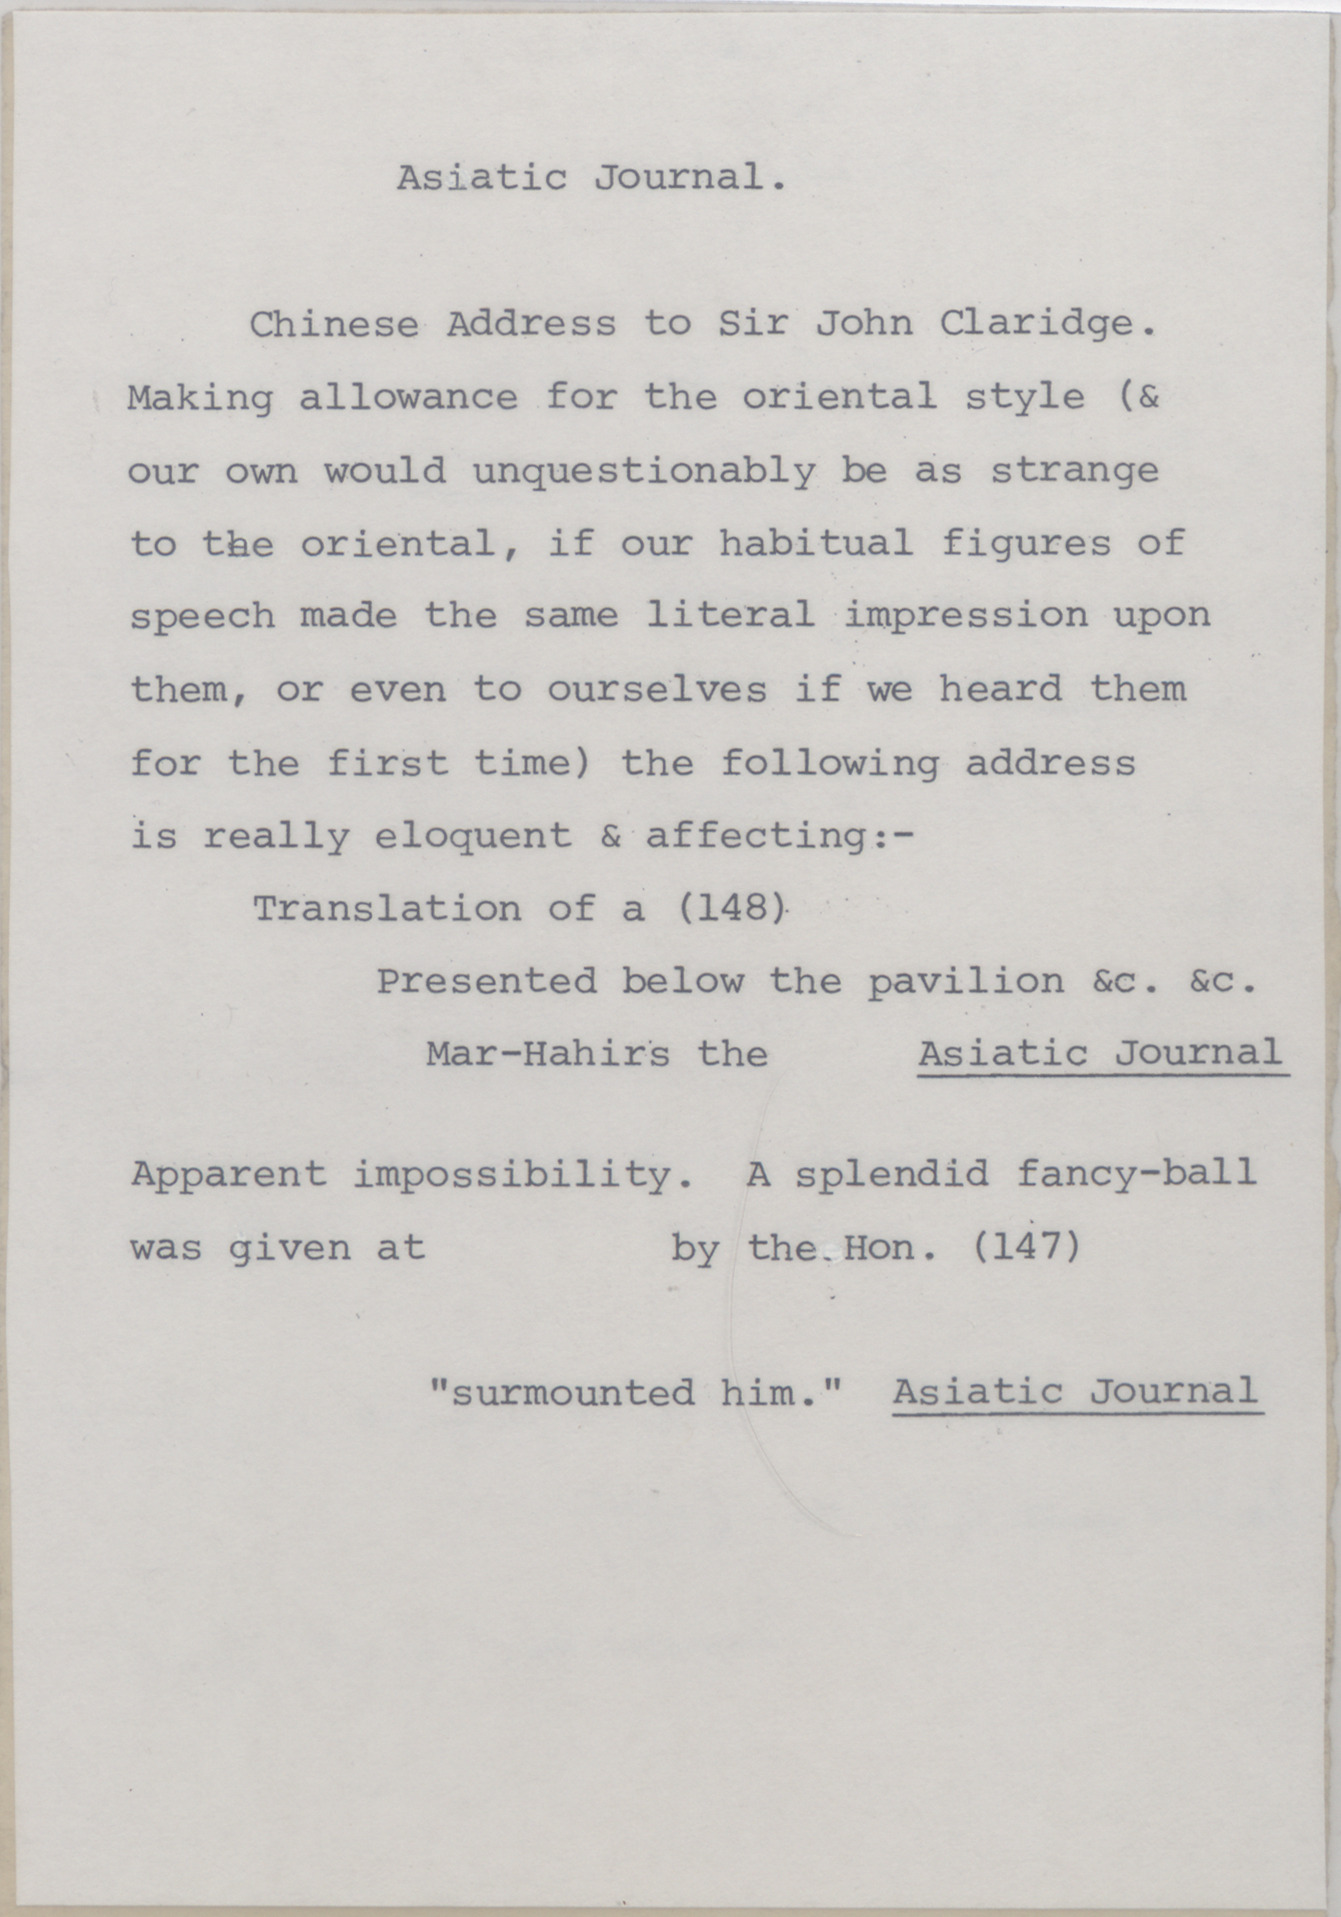 Asiatic Journal.
Chinese Address to Sir John Claridge.
Making allowance for the oriental style (&
our own would unquestionably be as strange
to the oriental, if our habitual figures of
speech made the same literal impression upon
them, or even to ourselves if we heard them
for the first time) the following address
is really eloquent & affecting:-
Translation of a (148)
Presented below the pavilion &c. &c.
Mar-Hahir's the Asiatic Journal
Apparent impossibility. A splendid fancy-ball
was given at by the Hon. (147)
"surmounted him." Asiatic Journal